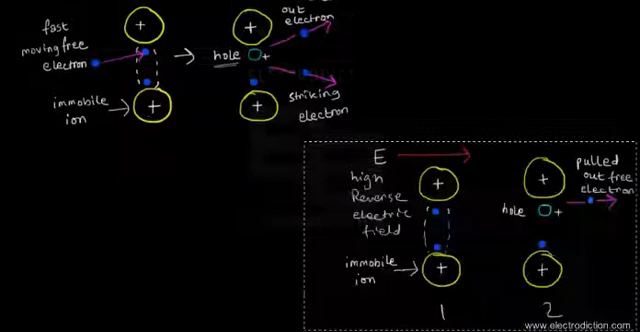 fast
moving free
electron
immobile
ion
+
+
hole
+
+
+
out
electron
striking
electron
E
high
Reverse
electric
field
immobile
ion
+
+
1
hole
+
+
+
pulled
out free
electron
2
www.electrodiction.com